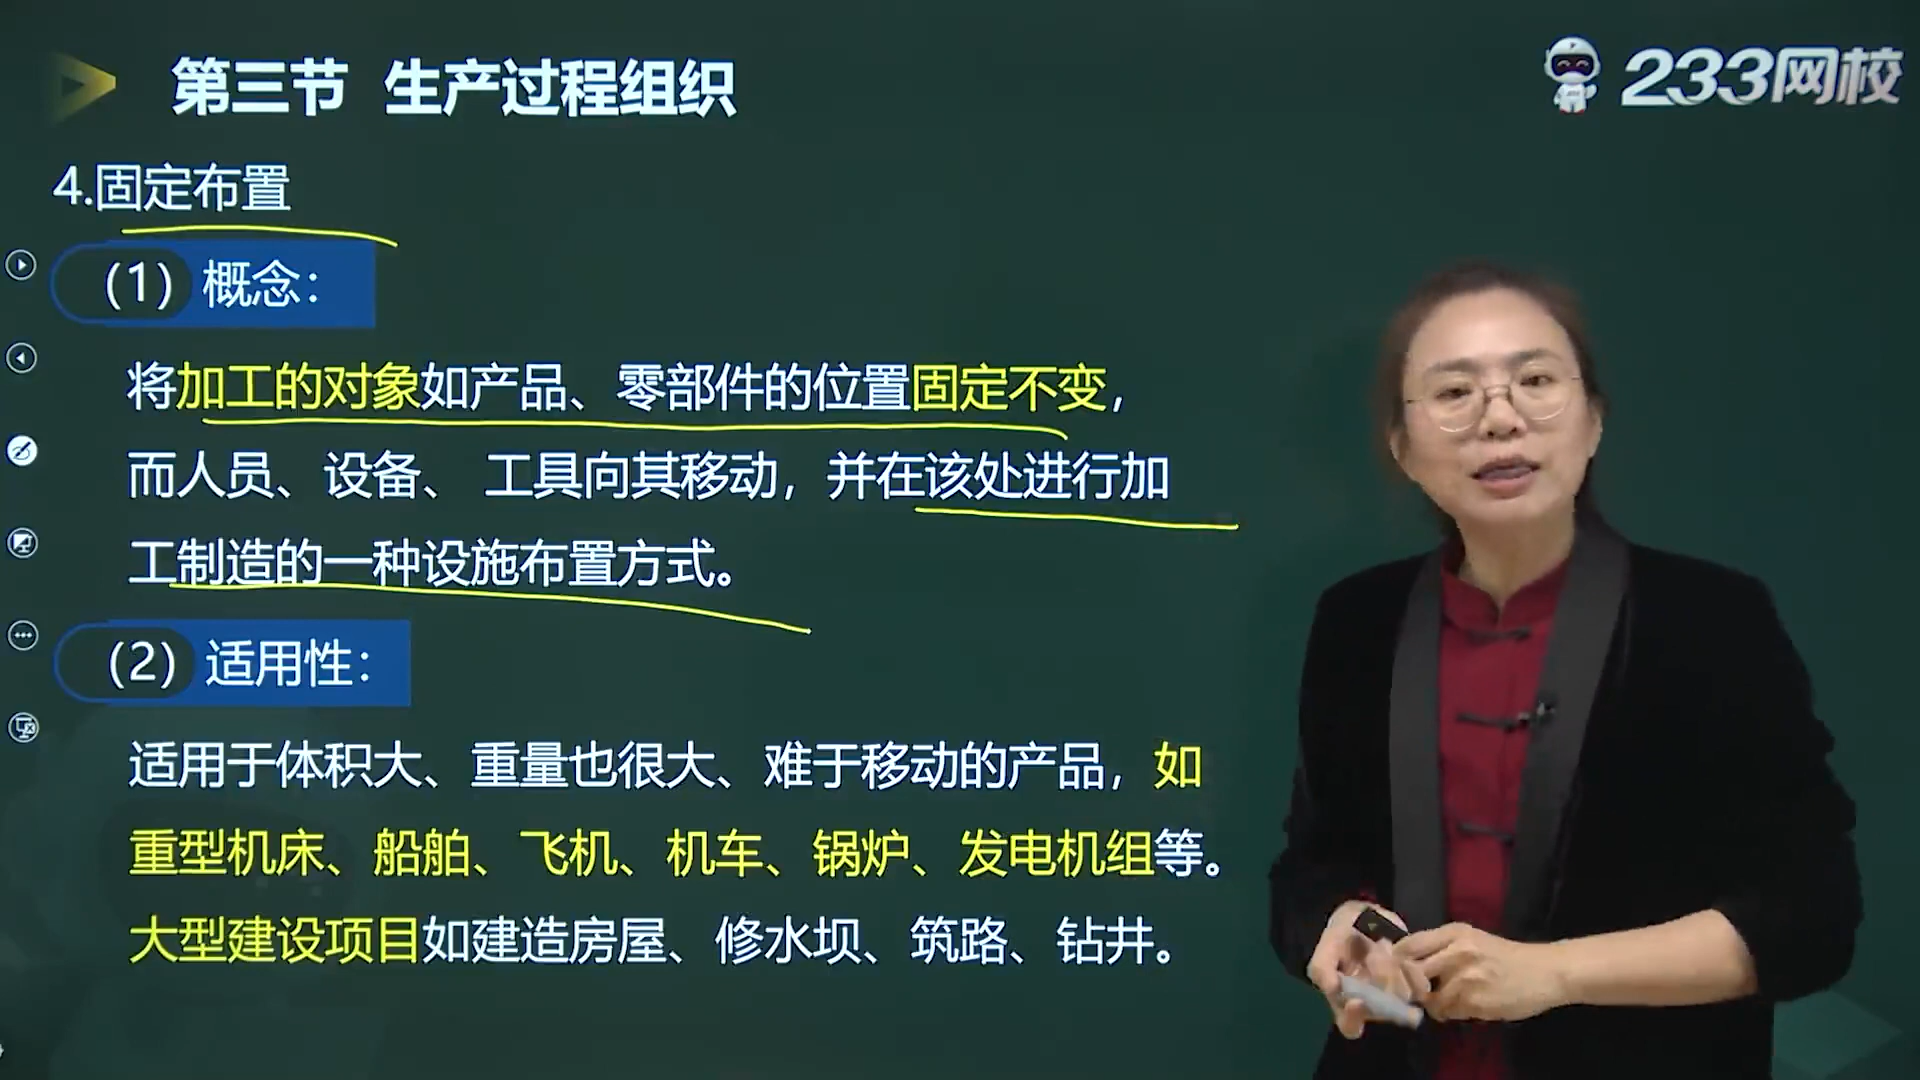 第三节 生产过程组织
233网校
4.固定布置
（1）概念：
将加工的对象如产品、零部件的位置固定不变，
而人员、设备、 工具向其移动，并在该处进行加
工制造的一种设施布置方式。
（2）适用性：
适用于体积大、重量也很大、难于移动的产品，如
重型机床、船舶、飞机、机车、锅炉、发电机组等。
大型建设项目如建造房屋、修水坝、筑路、钻井。